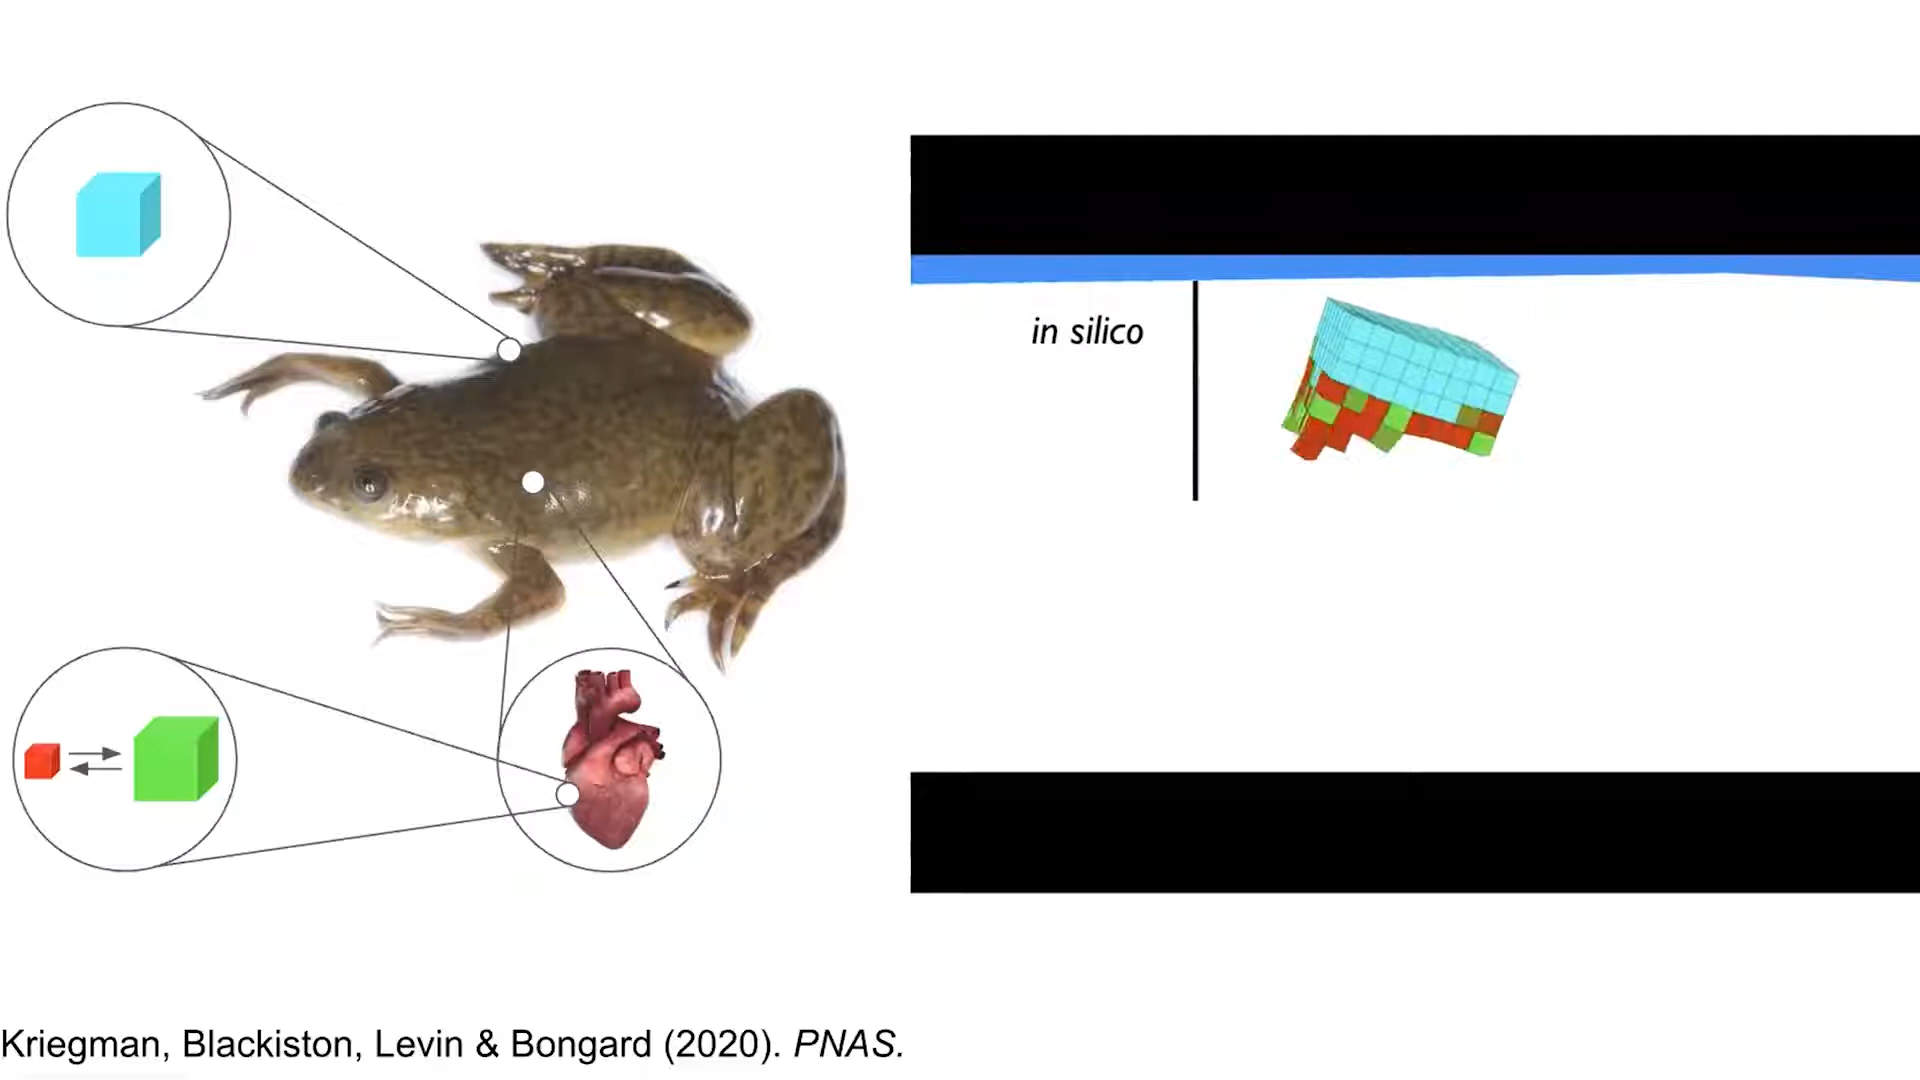 in silico
Kriegman, Blackiston, Levin & Bongard (2020). PNAS.